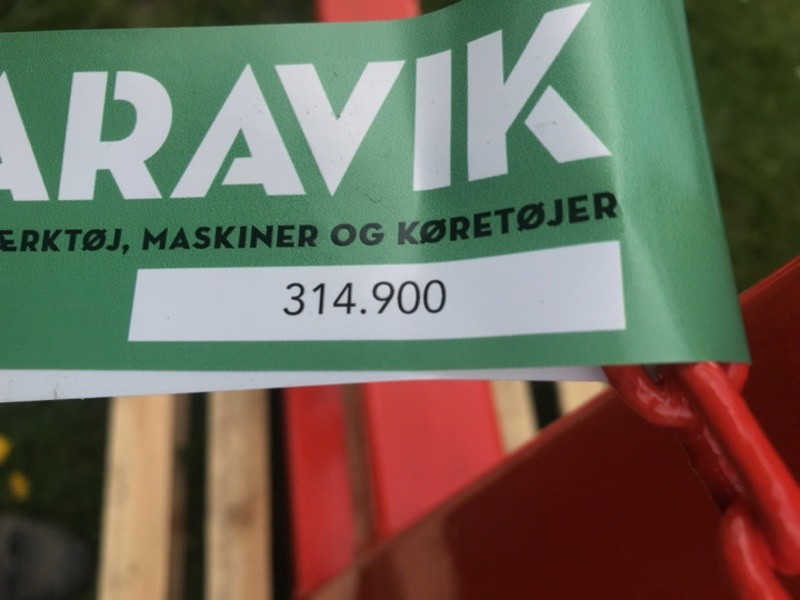 ARAVIK
ÆRKTØJ, MASKINER OG KØRETØJER
314.900